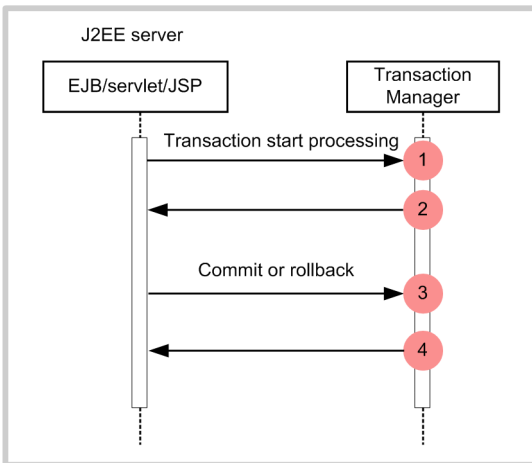 J2EE server
EJB/servlet/JSP
Transaction
Manager
Transaction start processing
1
2
Commit or rollback
3
4